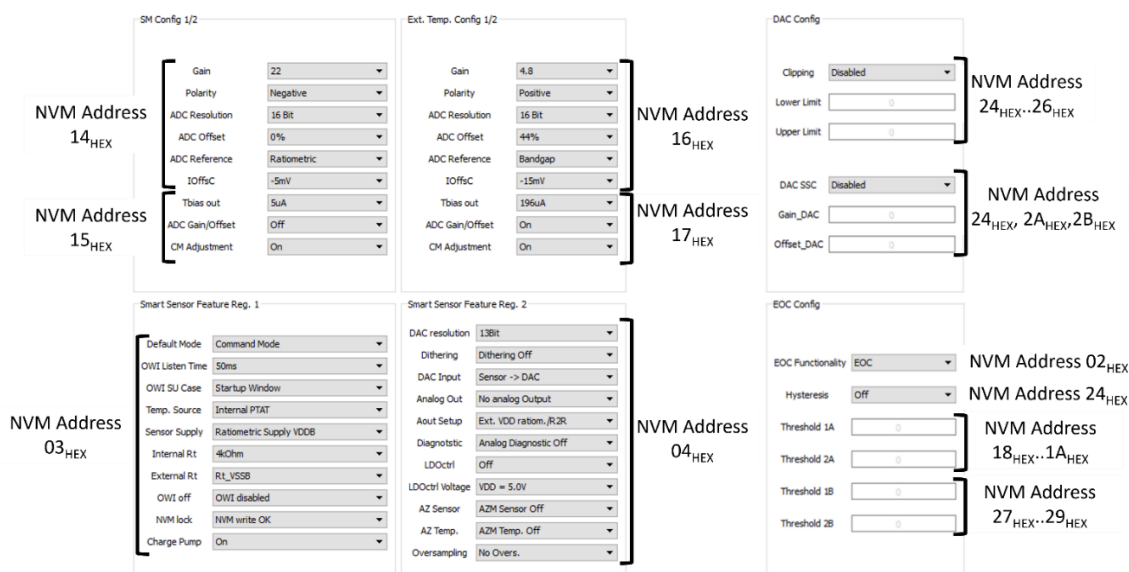 SM Config 1/2
Gain 22
Polarity Negative
ADC Resolution 16 Bit
ADC Offset 0%
ADC Reference Ratiometric
IOffsC -5mV
Tbias out 5uA
ADC Gain/Offset Off
CM Adjustment On
NVM Address
14HEX
NVM Address
15HEX
Ext. Temp. Config 1/2
Gain 4.8
Polarity Positive
ADC Resolution 16 Bit
ADC Offset 44%
ADC Reference Bandgap
IOffsC -15mV
Tbias out 196uA
ADC Gain/Offset On
CM Adjustment On
NVM Address
16HEX
NVM Address
17HEX
DAC Config
Clipping Disabled
Lower Limit 0
Upper Limit 0
DAC SSC Disabled
Gain_DAC 0
Offset_DAC 0
NVM Address
24HEX..26HEX
NVM Address
24HEX, 2AHEX,2BHEX
Smart Sensor Feature Reg. 1
Default Mode Command Mode
OWI Listen Time 50ms
OWI SU Case Startup Window
Temp. Source Internal PTAT
Sensor Supply Ratiometric Supply VDDB
Internal Rt 4kOhm
External Rt Rt_VSSB
OWI off OWI disabled
NVM lock NVM write OK
Charge Pump On
NVM Address
03HEX
Smart Sensor Feature Reg. 2
DAC resolution 13Bit
Dithering Dithering Off
DAC Input Sensor -> DAC
Analog Out No analog Output
Aout Setup Ext. VDD ratiom./R2R
Diagnotstic Analog Diagnostic Off
LDOctrl Off
LDOctrl Voltage VDD = 5.0V
AZ Sensor AZM Sensor Off
AZ Temp. AZM Temp. Off
Oversampling No Overs.
NVM Address
04HEX
EOC Config
EOC Functionality EOC
Hysteresis Off
Threshold 1A 0
Threshold 2A 0
Threshold 1B 0
Threshold 2B 0
NVM Address 02HEX
NVM Address 24HEX
NVM Address
18HEX..1AHEX
NVM Address
27HEX..29HEX